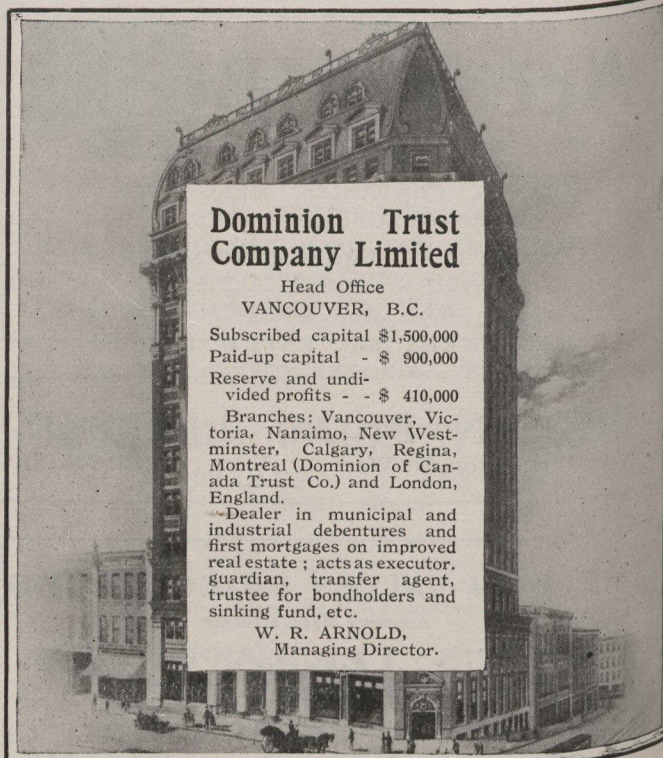 Dominion Trust
Company Limited
Head Office
VANCOUVER, B.C.
Subscribed capital $1,500,000
Paid-up capital - $ 900,000
Reserve and undi-
vided profits - - $ 410,000
Branches: Vancouver, Vic-
toria, Nanaimo, New West-
minster, Calgary, Regina,
Montreal (Dominion of Can-
ada Trust Co.) and London,
England.
Dealer in municipal and
industrial debentures and
first mortgages on improved
real estate ; acts as executor.
guardian, transfer agent,
trustee for bondholders and
sinking fund, etc.
W. R. ARNOLD,
Managing Director.